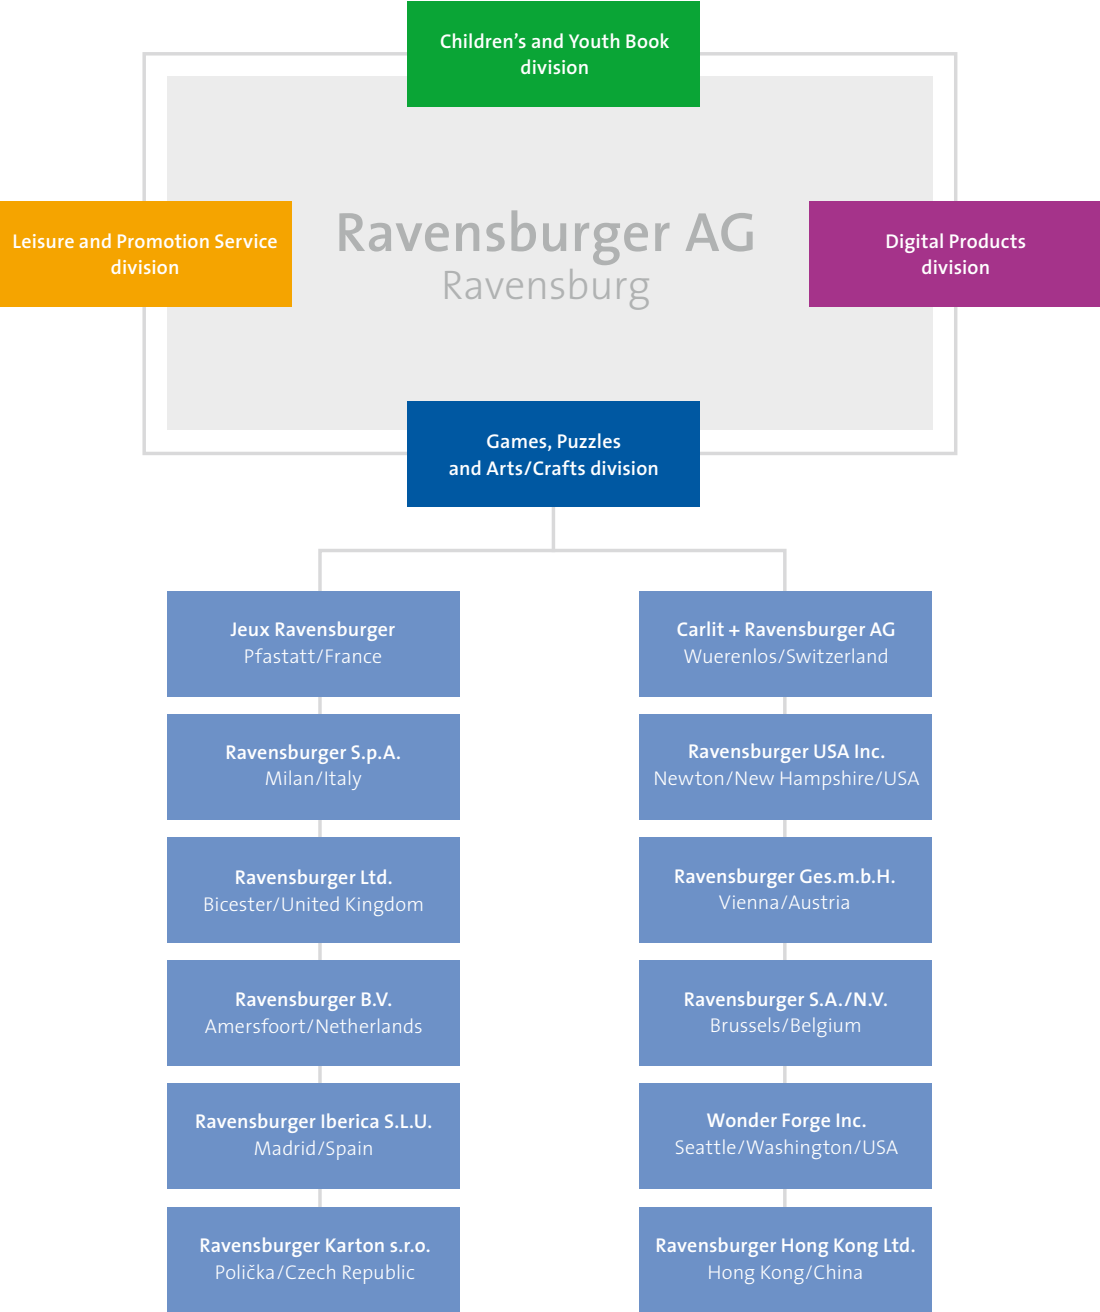 Children’s and Youth Book
division
Leisure and Promotion Service
division
Ravensburger AG
Ravensburg
Digital Products
division
Games, Puzzles
and Arts/Crafts division
Jeux Ravensburger
Pfastatt/France
Ravensburger S.p.A.
Milan/Italy
Ravensburger Ltd.
Bicester/United Kingdom
Ravensburger B.V.
Amersfoort/Netherlands
Ravensburger Iberica S.L.U.
Madrid/Spain
Ravensburger Karton s.r.o.
Polička/Czech Republic
Carlit + Ravensburger AG
Wuerenlos/Switzerland
Ravensburger USA Inc.
Newton/New Hampshire/USA
Ravensburger Ges.m.b.H.
Vienna/Austria
Ravensburger S.A./N.V.
Brussels/Belgium
Wonder Forge Inc.
Seattle/Washington/USA
Ravensburger Hong Kong Ltd.
Hong Kong/China